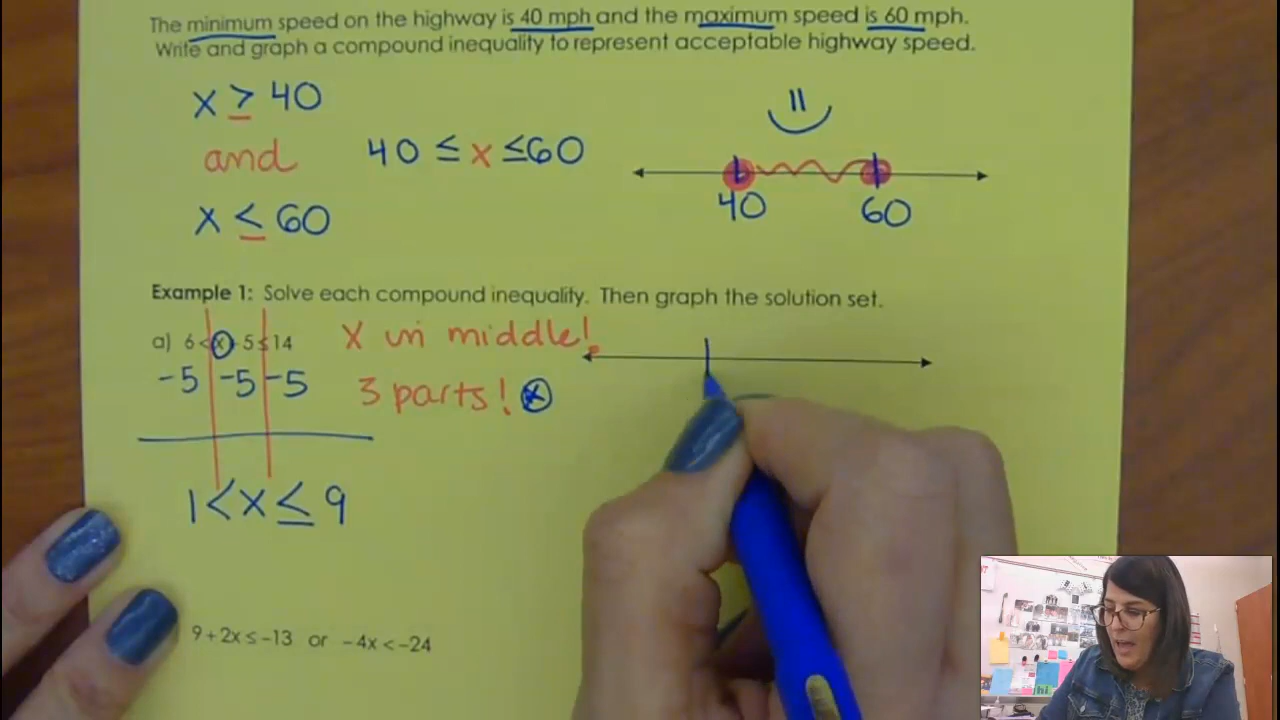 The minimum speed on the highway is 40 mph and the maximum speed is 60 mph.
Write and graph a compound inequality to represent acceptable highway speed.
x ≥ 40
and
x ≤ 60
40 ≤ x ≤ 60
40 60
Example 1: Solve each compound inequality. Then graph the solution set.
a) 6 < x + 5 ≤ 14
-5 -5 -5
1 < x ≤ 9
x in middle!
3 parts! x
9 + 2x ≤ -13 or -4x < -24
hi